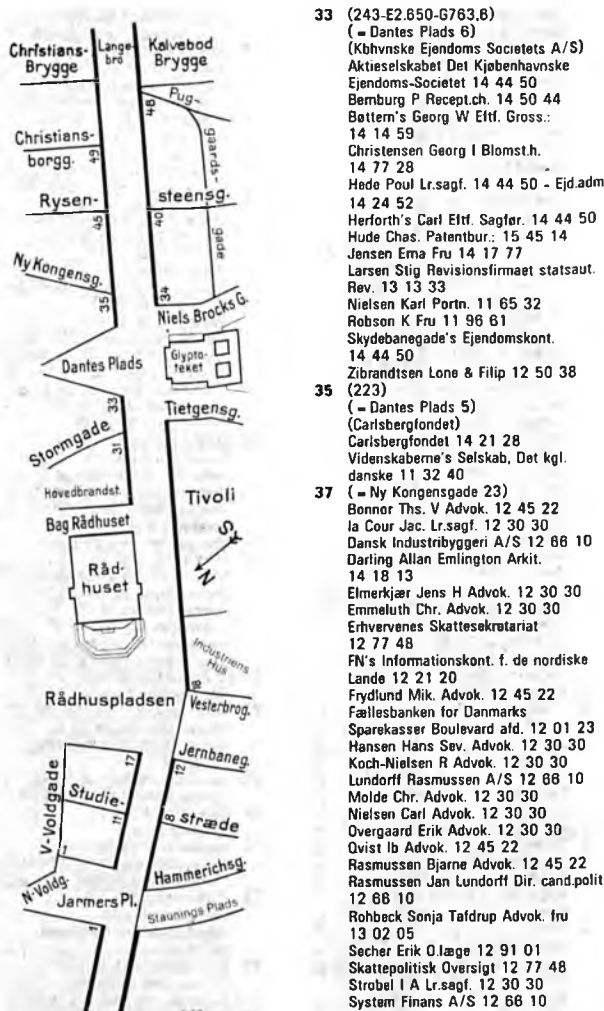 Christians-
Brygge
Lange-
bro
Kalvebod
Brygge
48
Pug-
gaards-
gade
Christians-
borgg.
49
Rysen-
steensg.
45
40
Ny Kongensg.
35
34
Niels Brocks G.
Dantes Plads
Glypto-
teket
33
Tietgensg.
Stormgade
31
Hovedbrandst.
Tivoli
Bag Rådhuset
S
N
Råd-
huset
Industriens
Hus
18
Rådhuspladsen
Vesterbrog.
17
Jernbaneg.
12
V-Voldgade
Studie-
11
8
stræde
1
N-Voldg.
Hammerichsg.
Jarmers Pl.
Staunings Plads
1
33 (243-E2.650-G763.6)
(= Dantes Plads 6)
(Kbhvnske Ejendoms Societets A/S)
Aktieselskabet Det Kjøbenhavnske
Ejendoms-Societet 14 44 50
Bernburg P Recept.ch. 14 50 44
Bøttern's Georg W Eftf. Gross.:
14 14 59
Christensen Georg I Blomst.h.
14 77 28
Hede Poul Lr.sagf. 14 44 50 - Ejd.adm
14 24 52
Herforth's Carl Eftf. Sagfør. 14 44 50
Hude Chas. Patentbur.: 15 45 14
Jensen Erna Fru 14 17 77
Larsen Stig Revisionsfirmaet statsaut.
Rev. 13 13 33
Nielsen Karl Portn. 11 65 32
Robson K Fru 11 96 61
Skydebanegade's Ejendomskont.
14 44 50
Zibrandtsen Lone & Filip 12 50 38
35 (223)
(= Dantes Plads 5)
(Carlsbergfondet)
Carlsbergfondet 14 21 28
Videnskaberne's Selskab, Det kgl.
danske 11 32 40
37 (= Ny Kongensgade 23)
Bonnor Ths. V Advok. 12 45 22
la Cour Jac. Lr.sagf. 12 30 30
Dansk Industribyggeri A/S 12 66 10
Darling Allan Emlington Arkit.
14 18 13
Elmerkjær Jens H Advok. 12 30 30
Emmeluth Chr. Advok. 12 30 30
Erhvervenes Skattesekretariat
12 77 48
FN's Informationskont. f. de nordiske
Lande 12 21 20
Frydlund Mik. Advok. 12 45 22
Fællesbanken for Danmarks
Sparekasser Boulevard afd. 12 01 23
Hansen Hans Sev. Advok. 12 30 30
Koch-Nielsen R Advok. 12 30 30
Lundorff Rasmussen A/S 12 66 10
Molde Chr. Advok. 12 30 30
Nielsen Carl Advok. 12 30 30
Overgaard Erik Advok. 12 30 30
Qvist Ib Advok. 12 45 22
Rasmussen Bjarne Advok. 12 45 22
Rasmussen Jan Lundorff Dir. cand.polit
12 66 10
Rohbeck Sonja Tafdrup Advok. fru
13 02 05
Secher Erik O.læge 12 91 01
Skattepolitisk Oversigt 12 77 48
Strobel I A Lr.sagf. 12 30 30
System Finans A/S 12 66 10